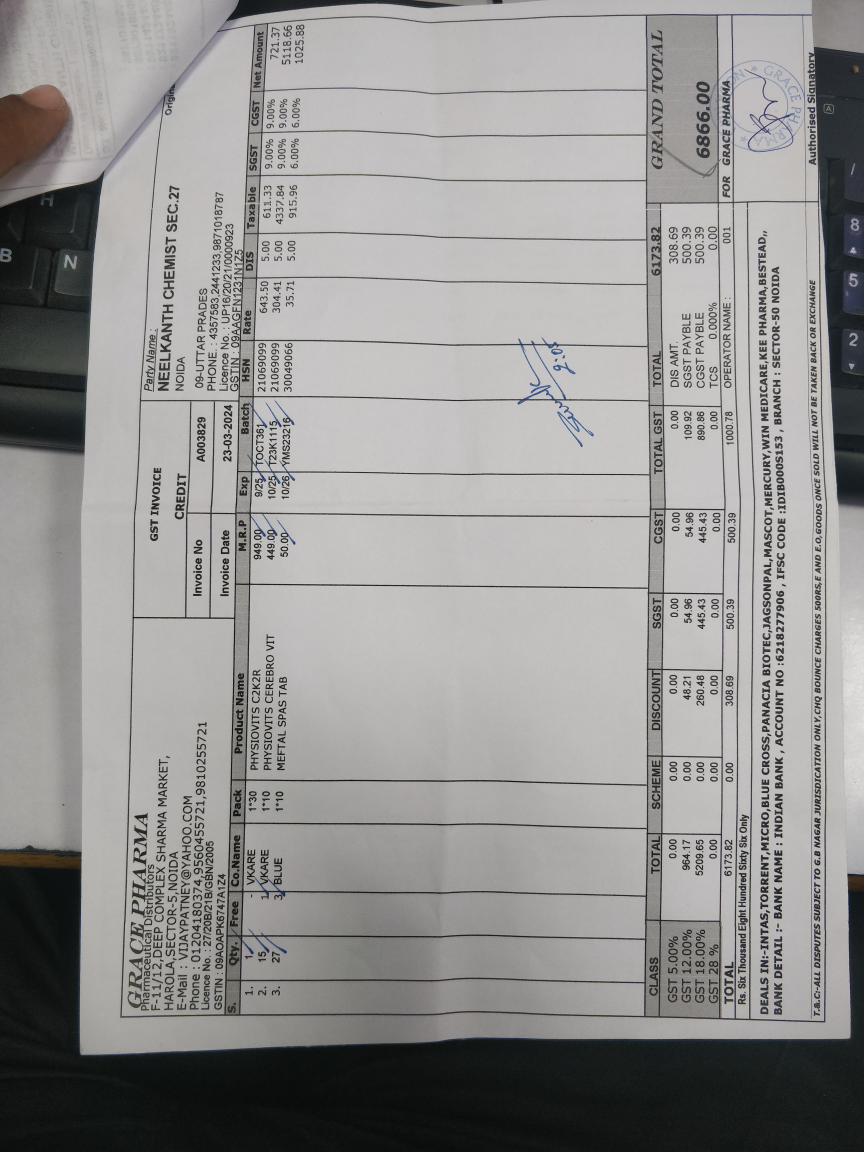 GRACE PHARMA
Pharmaceutical Distributors
F-11/12,DEEP COMPLEX SHARMA MARKET,
HAROLA,SECTOR-5,NOIDA
E-Mail : VIJAYPATNEY@YAHOO.COM
Phone : 01204180374,9560455721,9810255721
Licence No. : 27/20B/21B/GBN/2005
GSTIN : 09AOAPK6747A1Z4
GST INVOICE
CREDIT
Invoice No A003829
Invoice Date 23-03-2024
Party Name :
NEELKANTH CHEMIST SEC.27
NOIDA
09-UTTAR PRADES
PHONE. : 4357583,2441233,9871018787
Licence No. : UP16/20/21/0000923
GSTIN : 09AAGFN1231N1Z5
S. Qty. Free Co.Name Pack Product Name M.R.P Exp Batch HSN Rate DIS Taxable SGST CGST Net Amount
1. 1 - VKARE 1*30 PHYSIOVITS C2K2R 949.00 9/25 TOCT361 21069099 643.50 5.00 611.33 9.00% 9.00% 721.37
2. 15 1 VKARE 1*10 PHYSIOVITS CEREBRO VIT 449.00 10/25 T23K1115 21069099 304.41 5.00 4337.84 9.00% 9.00% 5118.66
3. 27 3 BLUE 1*10 MEFTAL SPAS TAB 50.00 10/26 YMS23216 30049066 35.71 5.00 915.96 6.00% 6.00% 1025.88
CLASS TOTAL SCHEME DISCOUNT SGST CGST TOTAL GST
GST 5.00% 0.00 0.00 0.00 0.00 0.00 0.00
GST 12.00% 964.17 0.00 48.21 54.96 54.96 109.92
GST 18.00% 5209.65 0.00 260.48 445.43 445.43 890.86
GST 28 % 0.00 0.00 0.00 0.00 0.00 0.00
TOTAL 6173.82 0.00 308.69 500.39 500.39 1000.78
TOTAL 6173.82
DIS AMT. 308.69
SGST PAYBLE 500.39
CGST PAYBLE 500.39
TCS 0.000% 0.00
OPERATOR NAME : 001
GRAND TOTAL
6866.00
Rs. Six Thousand Eight Hundred Sixty Six Only
FOR GRACE PHARMA
GRACE PHARMA
Authorised Signatory
DEALS IN:-INTAS,TORRENT,MICRO,BLUE CROSS,PANACIA BIOTEC,JAGSONPAL,MASCOT,MERCURY,WIN MEDICARE,KEE PHARMA,BESTEAD,,
BANK DETAIL :- BANK NAME : INDIAN BANK , ACCOUNT NO :6218277906 , IFSC CODE :IDIB000S153 , BRANCH : SECTOR-50 NOIDA
T.&.C:-ALL DISPUTES SUBJECT TO G.B NAGAR JURISDICATION ONLY,CHQ BOUNCE CHARGES 500RS,E AND E.O,GOODS ONCE SOLD WILL NOT BE TAKEN BACK OR EXCHANGE
H
B
N
8
5
2